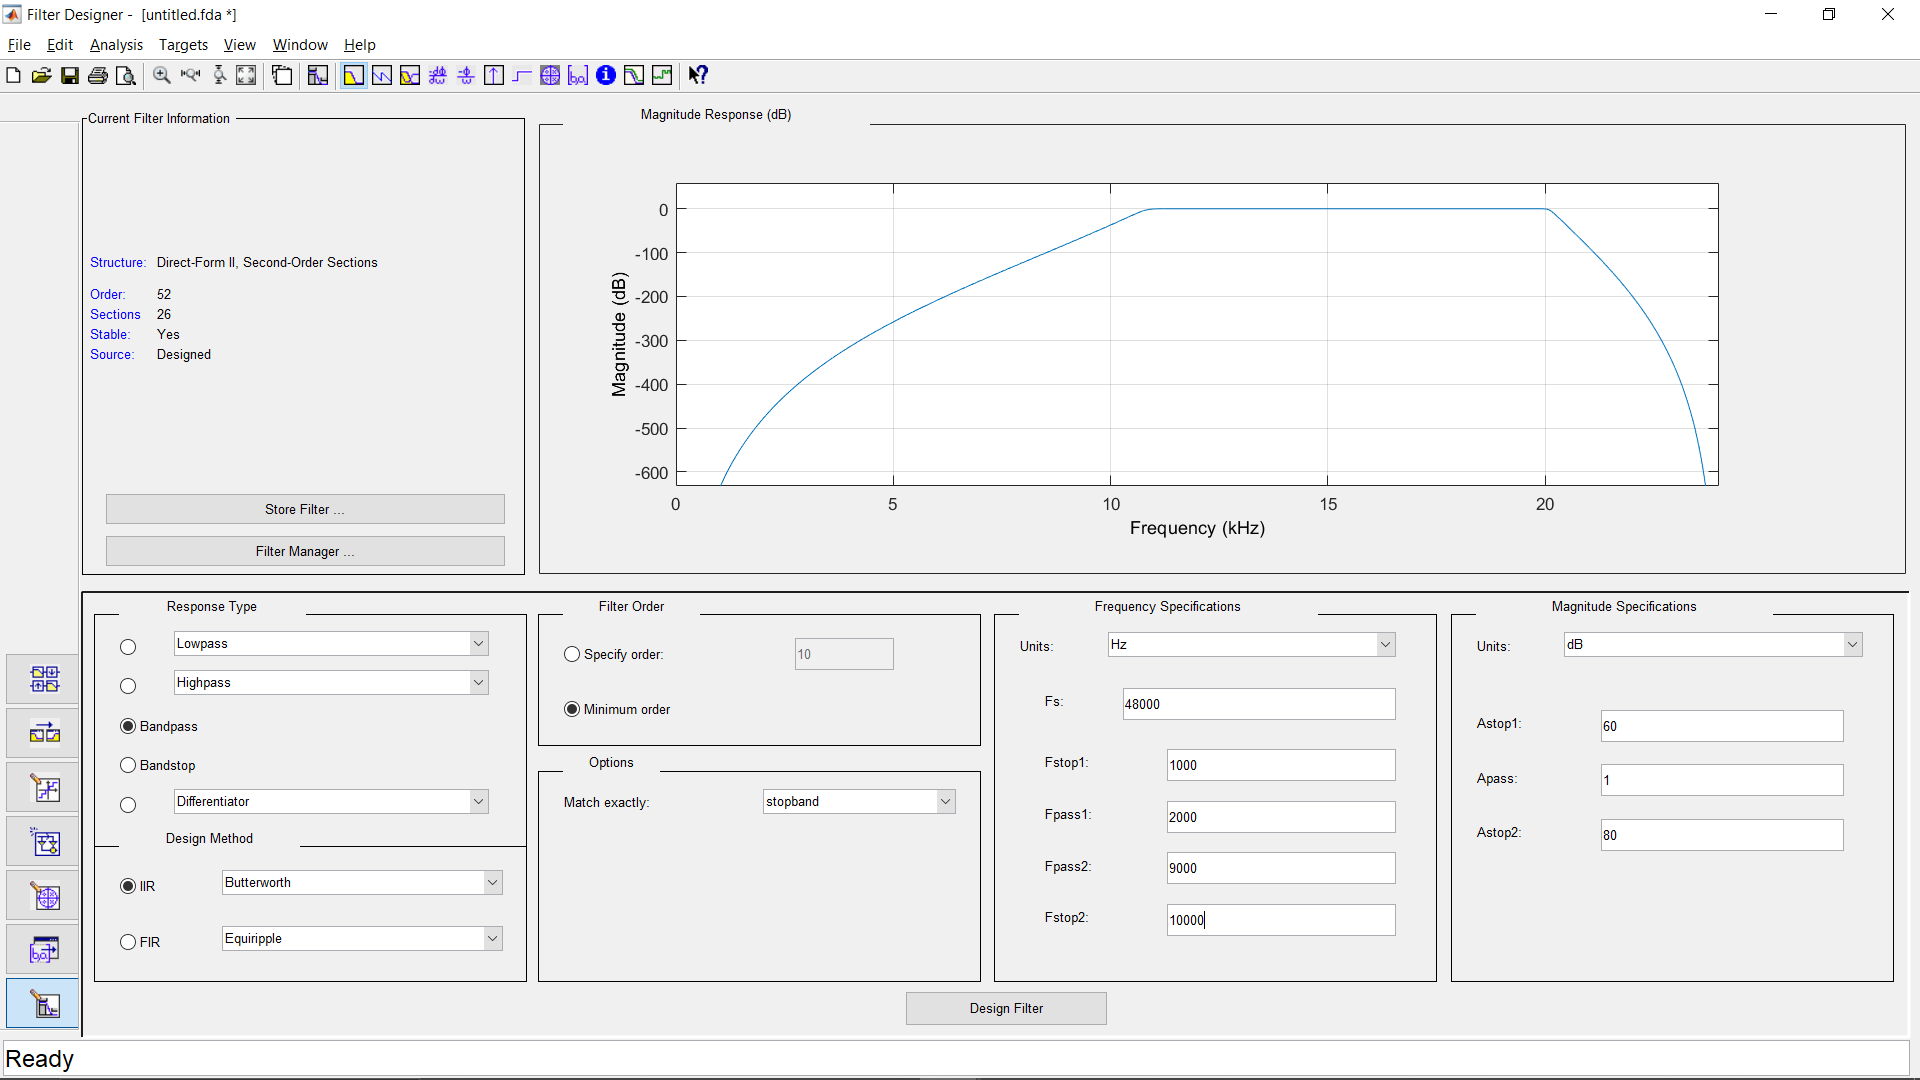 Filter Designer -  [untitled.fda *]
File Edit Analysis Targets View Window Help
Current Filter Information
Structure: Direct-Form II, Second-Order Sections
Order: 52
Sections 26
Stable: Yes
Source: Designed
Store Filter ...
Filter Manager ...
Magnitude Response (dB)
0
-100
-200
-300
-400
-500
-600
Magnitude (dB)
0 5 10 15 20
Frequency (kHz)
Response Type
Lowpass
Highpass
Bandpass
Bandstop
Differentiator
Design Method
IIR Butterworth
FIR Equiripple
Filter Order
Specify order: 10
Minimum order
Options
Match exactly: stopband
Frequency Specifications
Units: Hz
Fs: 48000
Fstop1: 1000
Fpass1: 2000
Fpass2: 9000
Fstop2: 10000
Magnitude Specifications
Units: dB
Astop1: 60
Apass: 1
Astop2: 80
Design Filter
Ready